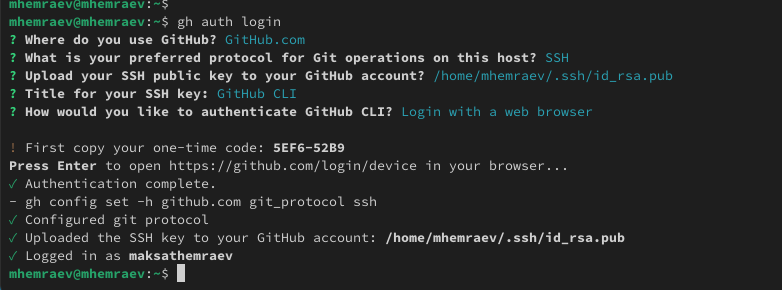 mhemraev@mhemraev:~$
mhemraev@mhemraev:~$ gh auth login
? Where do you use GitHub? GitHub.com
? What is your preferred protocol for Git operations on this host? SSH
? Upload your SSH public key to your GitHub account? /home/mhemraev/.ssh/id_rsa.pub
? Title for your SSH key: GitHub CLI
? How would you like to authenticate GitHub CLI? Login with a web browser
! First copy your one-time code: 5EF6-52B9
Press Enter to open https://github.com/login/device in your browser...
✓ Authentication complete.
- gh config set -h github.com git_protocol ssh
✓ Configured git protocol
✓ Uploaded the SSH key to your GitHub account: /home/mhemraev/.ssh/id_rsa.pub
✓ Logged in as maksathemraev
mhemraev@mhemraev:~$